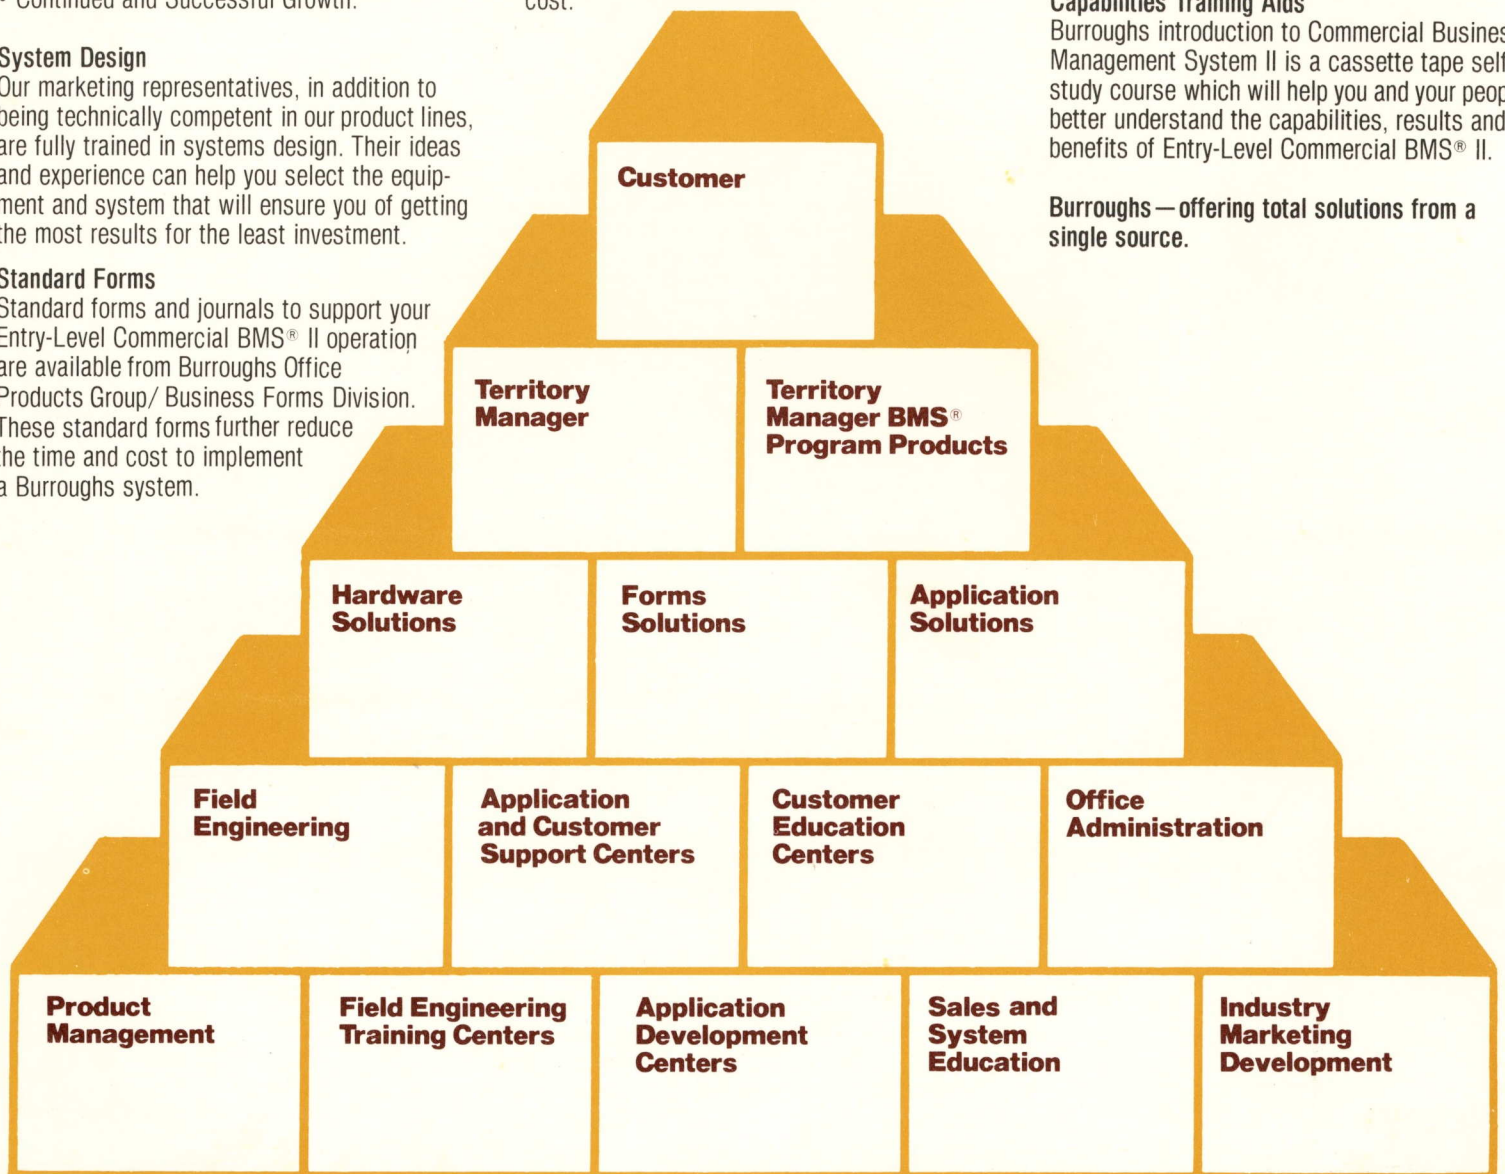 • Continued and Successful Growth.
System Design
Our marketing representatives, in addition to
being technically competent in our product lines,
are fully trained in systems design. Their ideas
and experience can help you select the equip-
ment and system that will ensure you of getting
the most results for the least investment.
Standard Forms
Standard forms and journals to support your
Entry-Level Commercial BMS® II operation
are available from Burroughs Office
Products Group/ Business Forms Division.
These standard forms further reduce
the time and cost to implement
a Burroughs system.
cost.
Capabilities Training Aids
Burroughs introduction to Commercial Busines
Management System II is a cassette tape self
study course which will help you and your peop
better understand the capabilities, results and
benefits of Entry-Level Commercial BMS® II.
Burroughs—offering total solutions from a
single source.
Customer
Territory
Manager
Territory
Manager BMS®
Program Products
Hardware
Solutions
Forms
Solutions
Application
Solutions
Field
Engineering
Application
and Customer
Support Centers
Customer
Education
Centers
Office
Administration
Product
Management
Field Engineering
Training Centers
Application
Development
Centers
Sales and
System
Education
Industry
Marketing
Development